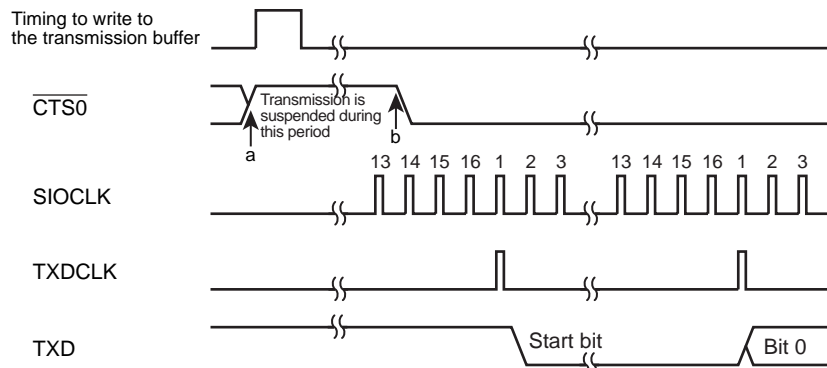 Timing to write to
the transmission buffer
CTS0
Transmission is
suspended during
this period
a
b
13 14 15 16 1 2 3 13 14 15 16 1 2 3
SIOCLK
TXDCLK
TXD
Start bit
Bit 0